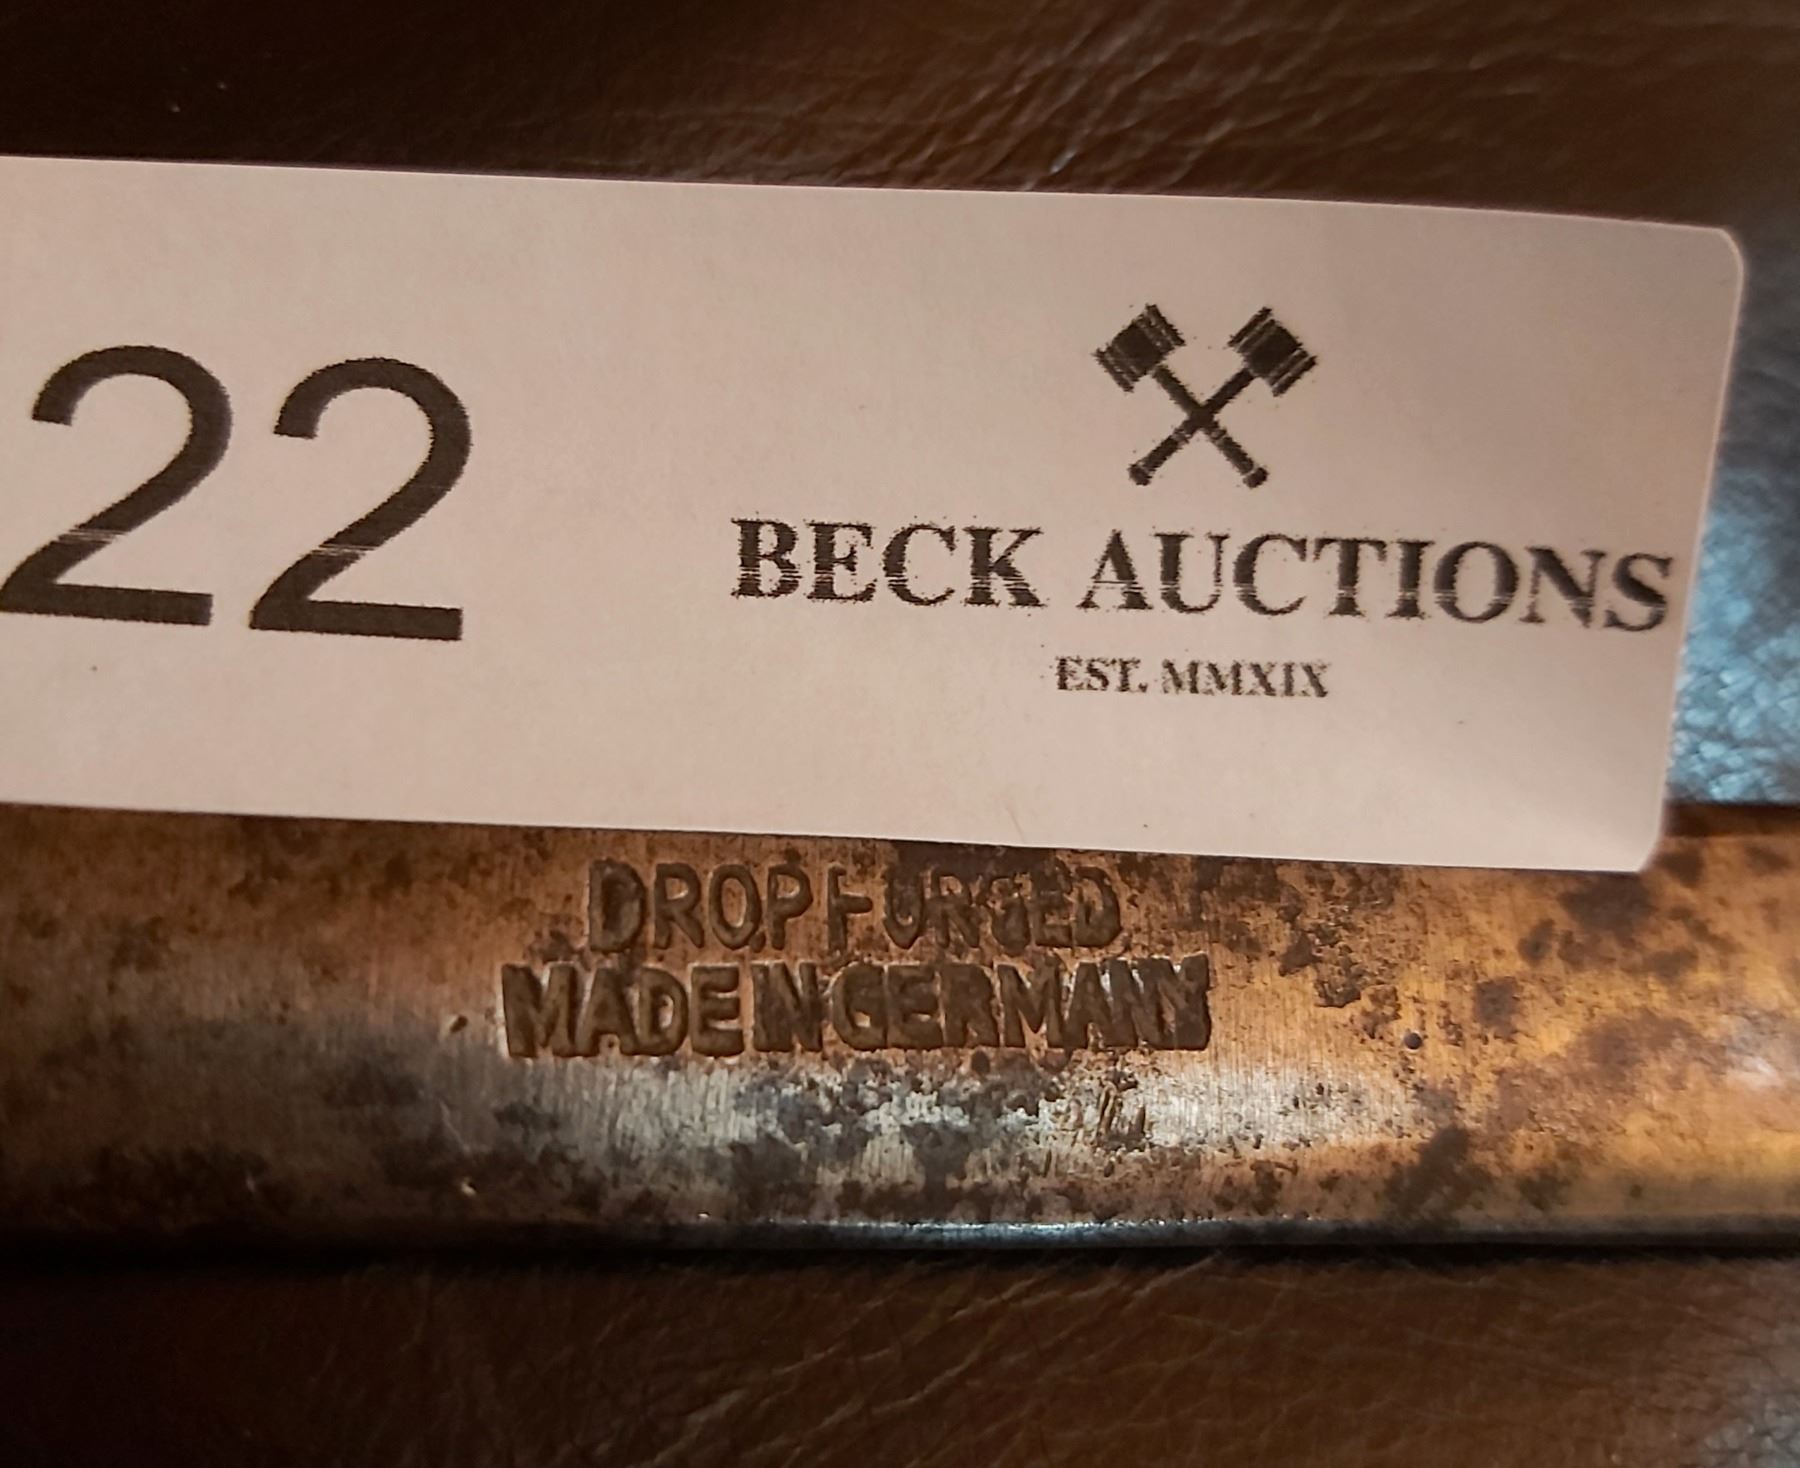 22
BECK AUCTIONS
EST. MMXIX
DROP FORGED
MADE IN GERMANY